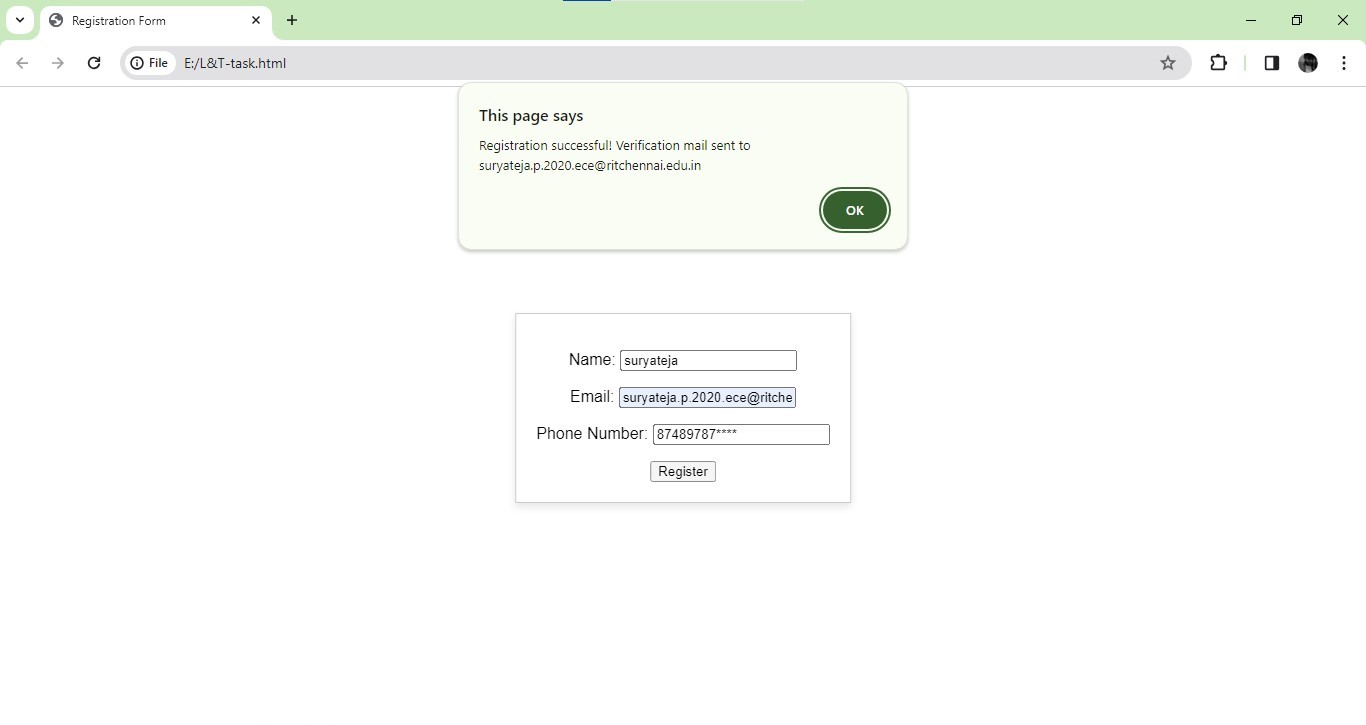 Registration Form
File E:/L&T-task.html
This page says
Registration successful! Verification mail sent to
suryateja.p.2020.ece@ritchennai.edu.in
OK
Name: suryateja
Email: suryateja.p.2020.ece@ritche
Phone Number: 87489787****
Register